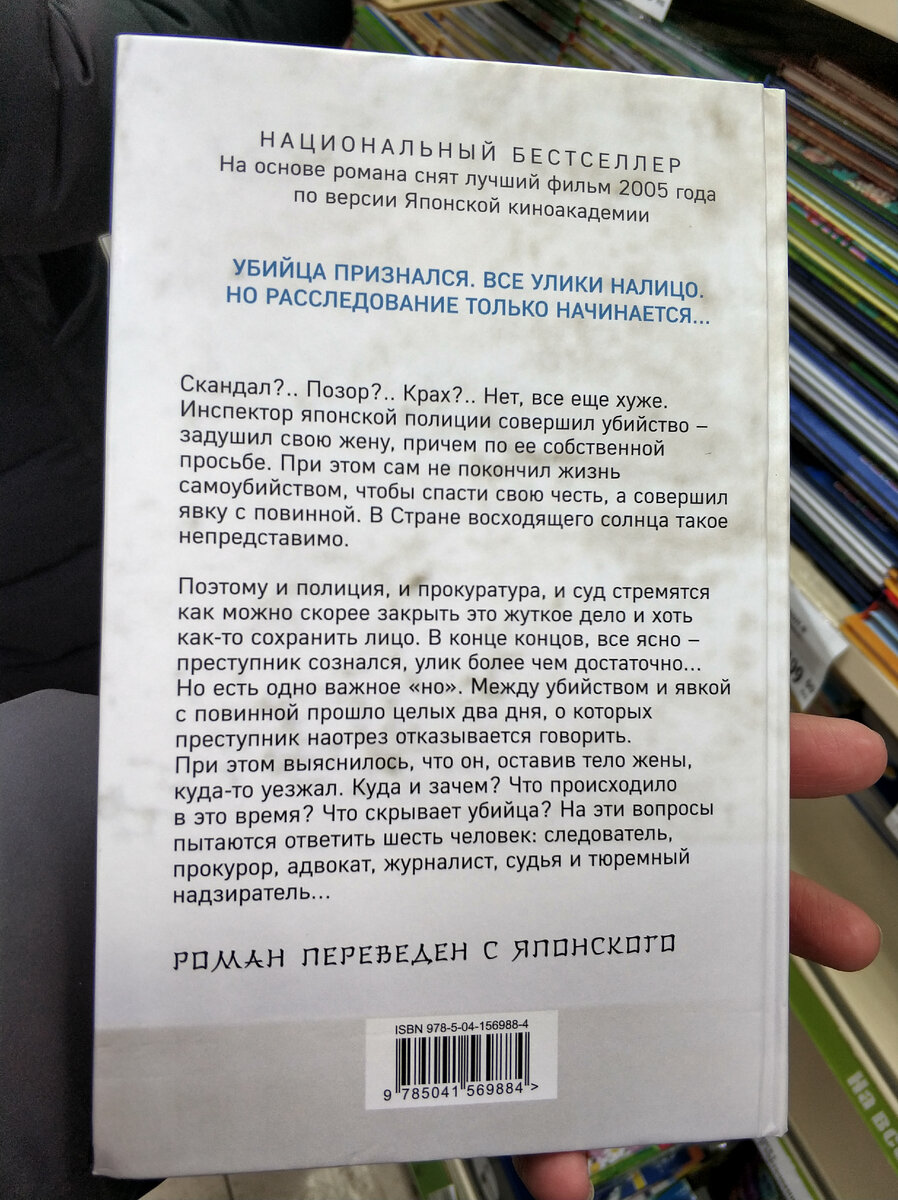 НАЦИОНАЛЬНЫЙ БЕСТСЕЛЛЕР
На основе романа снят лучший фильм 2005 года
по версии Японской киноакадемии
УБИЙЦА ПРИЗНАЛСЯ. ВСЕ УЛИКИ НАЛИЦО.
НО РАССЛЕДОВАНИЕ ТОЛЬКО НАЧИНАЕТСЯ...
Скандал?.. Позор?.. Крах?.. Нет, все еще хуже.
Инспектор японской полиции совершил убийство –
задушил свою жену, причем по ее собственной
просьбе. При этом сам не покончил жизнь
самоубийством, чтобы спасти свою честь, а совершил
явку с повинной. В Стране восходящего солнца такое
непредставимо.
Поэтому и полиция, и прокуратура, и суд стремятся
как можно скорее закрыть это жуткое дело и хоть
как-то сохранить лицо. В конце концов, все ясно –
преступник сознался, улик более чем достаточно...
Но есть одно важное «но». Между убийством и явкой
с повинной прошло целых два дня, о которых
преступник наотрез отказывается говорить.
При этом выяснилось, что он, оставив тело жены,
куда-то уезжал. Куда и зачем? Что происходило
в это время? Что скрывает убийца? На эти вопросы
пытаются ответить шесть человек: следователь,
прокурор, адвокат, журналист, судья и тюремный
надзиратель...
РОМАН ПЕРЕВЕДЕН С ЯПОНСКОГО
ISBN 978-5-04-156988-4
9 785041 569884 >
На